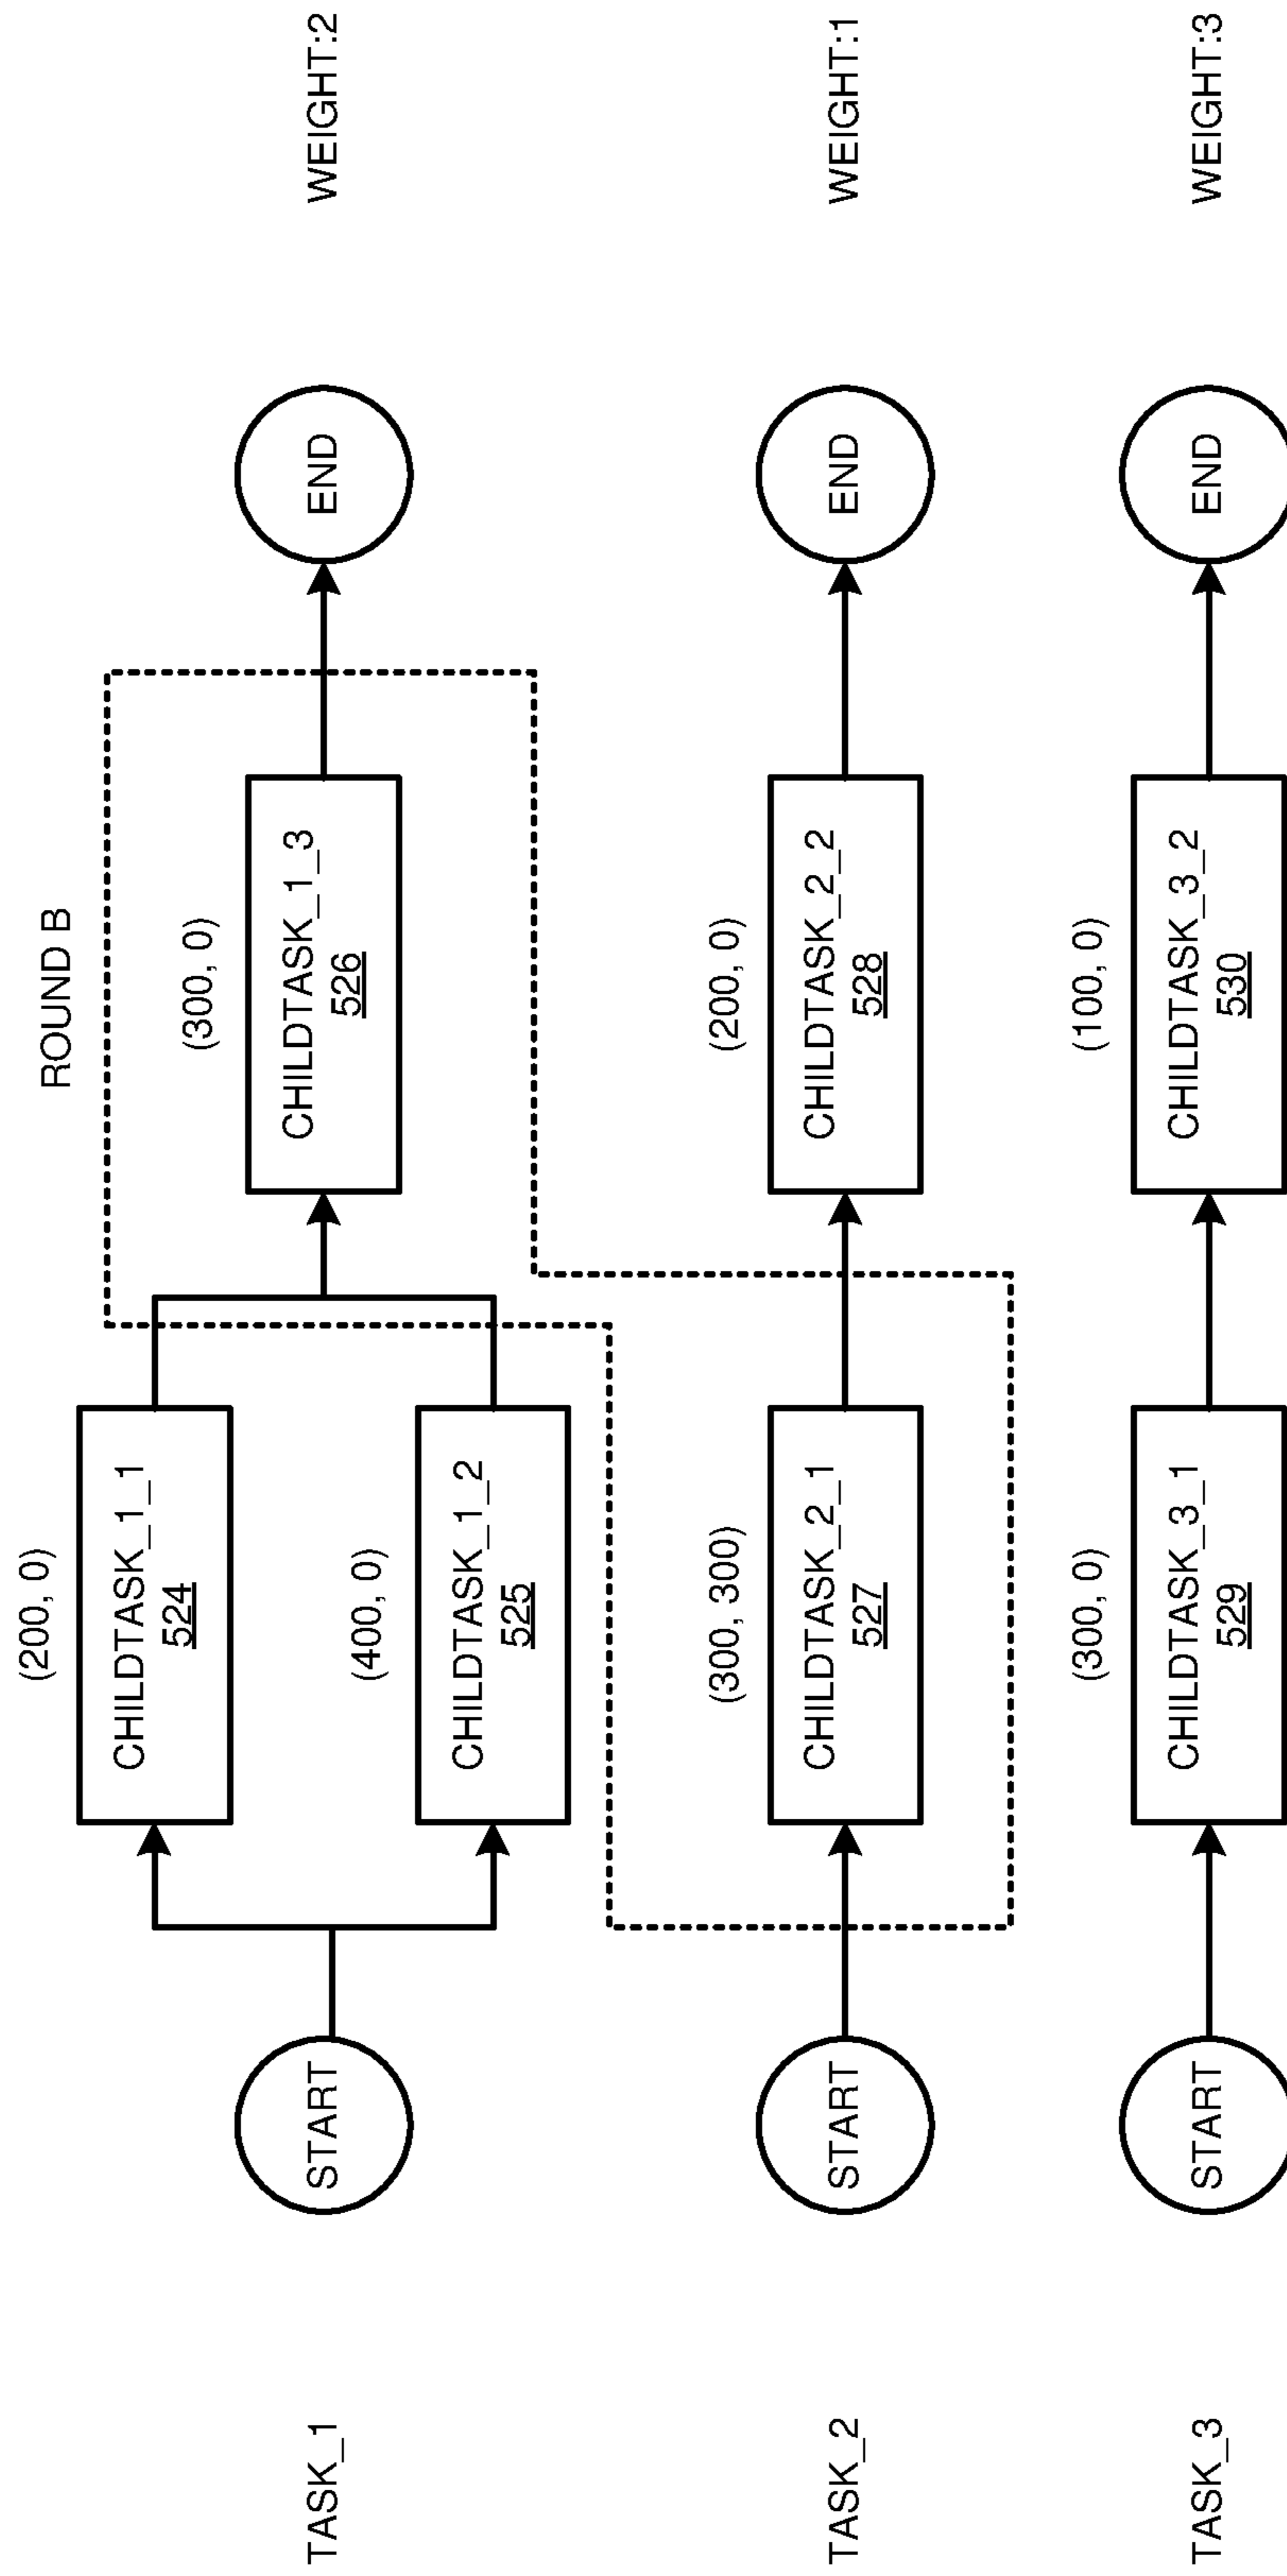 ROUND B
TASK_1
START
(200, 0)
CHILDTASK_1_1
524
(400, 0)
CHILDTASK_1_2
525
(300, 0)
CHILDTASK_1_3
526
END
WEIGHT:2
TASK_2
START
(300, 300)
CHILDTASK_2_1
527
(200, 0)
CHILDTASK_2_2
528
END
WEIGHT:1
TASK_3
START
(300, 0)
CHILDTASK_3_1
529
(100, 0)
CHILDTASK_3_2
530
END
WEIGHT:3